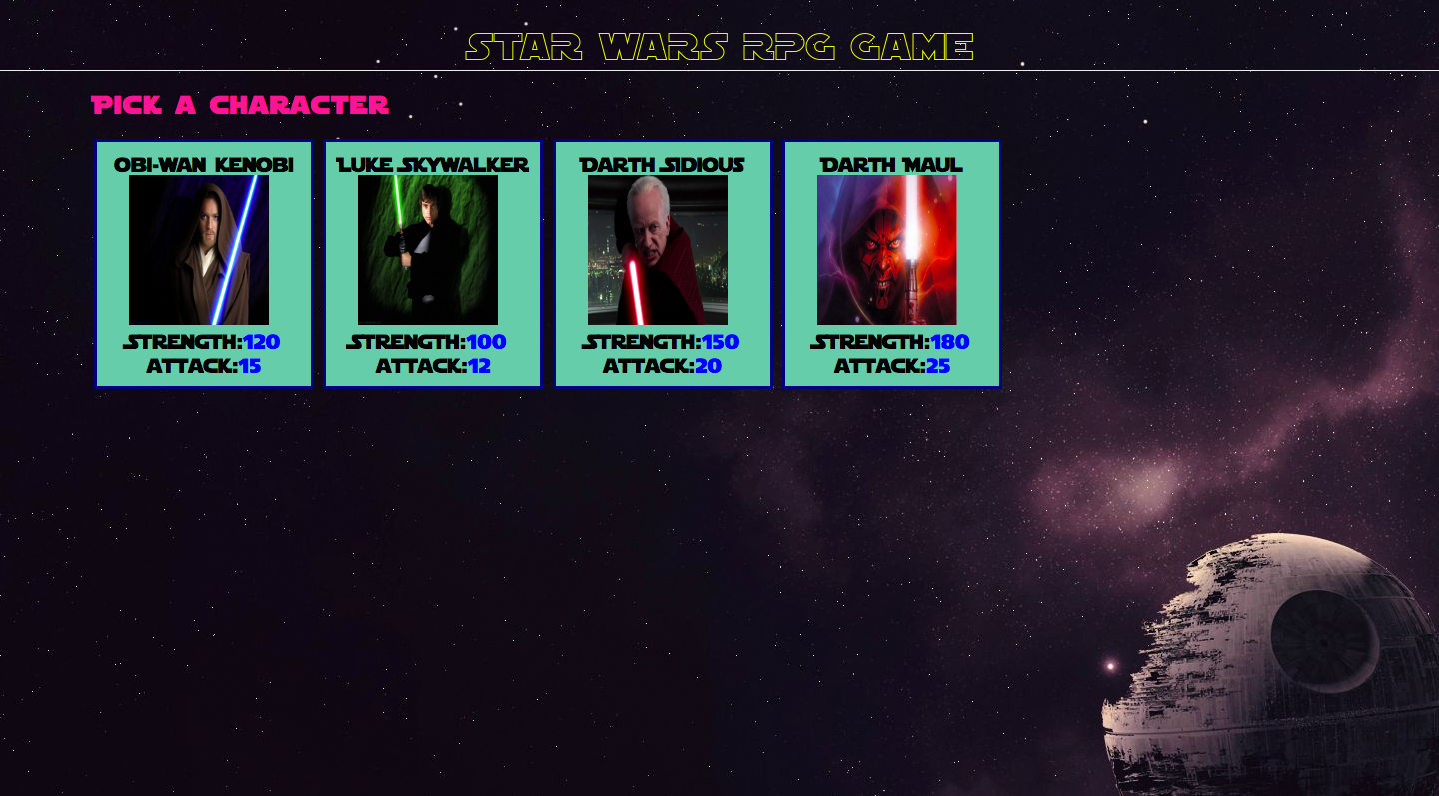 STAR WARS RPG GAME
PICK A CHARACTER
OBI-WAN KENOBI
STRENGTH:120
ATTACK:15
LUKE SKYWALKER
STRENGTH:100
ATTACK:12
DARTH SIDIOUS
STRENGTH:150
ATTACK:20
DARTH MAUL
STRENGTH:180
ATTACK:25